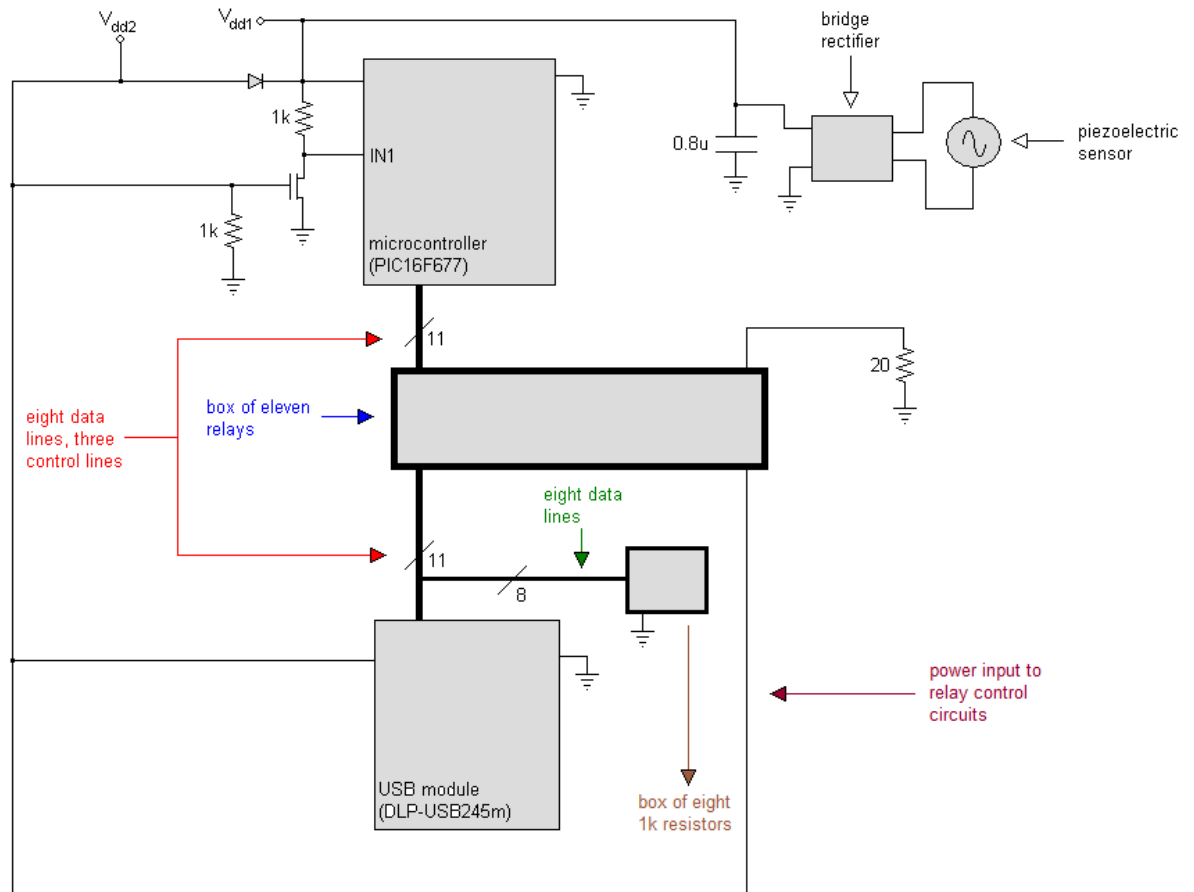 Vdd2
Vdd1
bridge
rectifier
1k
IN1
0.8u
piezoelectric
sensor
1k
microcontroller
(PIC16F677)
11
20
eight data
lines, three
control lines
box of eleven
relays
eight data
lines
11
8
power input to
relay control
circuits
USB module
(DLP-USB245m)
box of eight
1k resistors